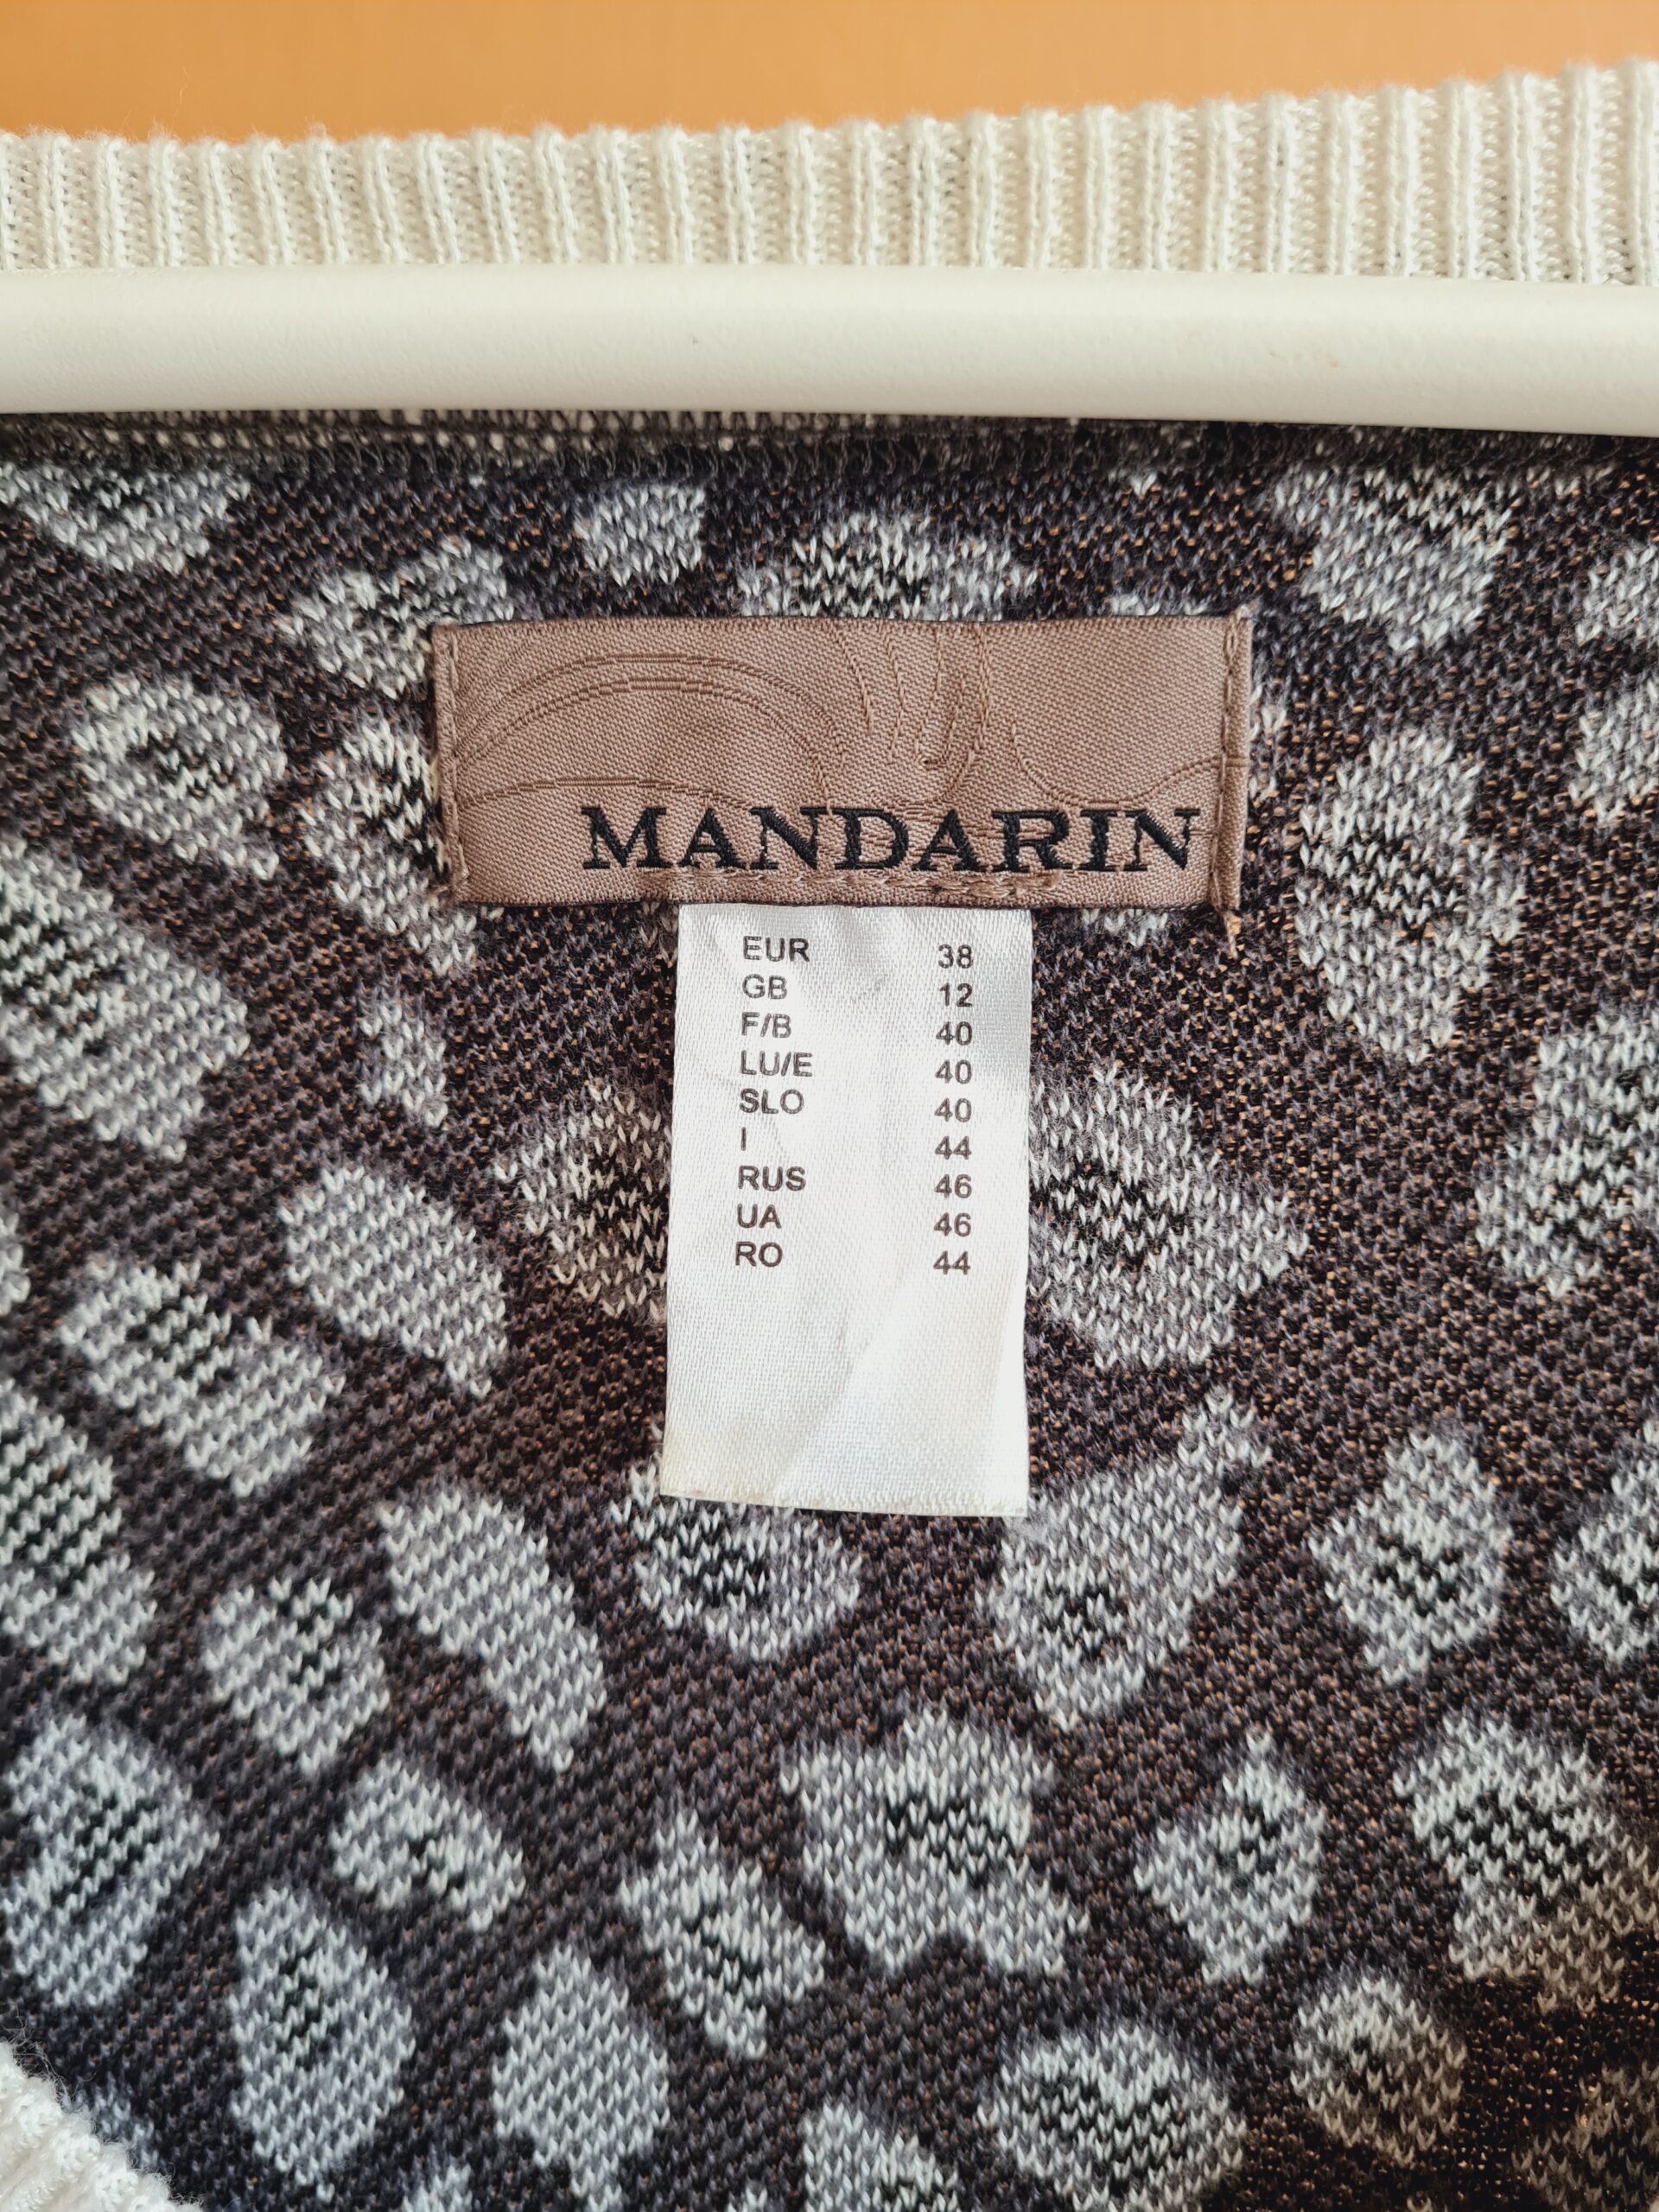 MANDARIN
EUR 38
GB 12
F/B 40
LU/E 40
SLO 40
I 44
RUS 46
UA 46
RO 44